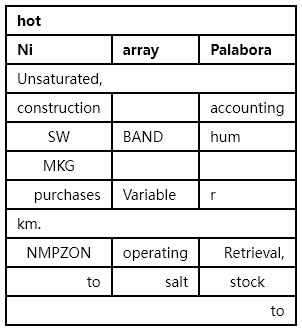 hot
Ni array Palabora
Unsaturated,
construction accounting
SW BAND hum
MKG
purchases Variable r
km.
NMPZON operating Retrieval,
to salt stock
to